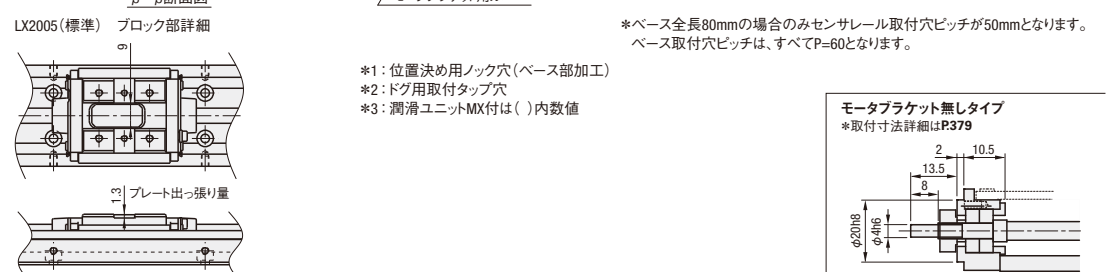 LX2005(標準) ブロック部詳細
9
1.3
プレート出っ張り量
*1：位置決め用ノック穴(ベース部加工)
*2：ドグ用取付タップ穴
*3：潤滑ユニットMX付は( )内数値
*ベース全長80mmの場合のみセンサレール取付穴ピッチが50mmとなります。
ベース取付穴ピッチは、すべてP=60となります。
モータブラケット無しタイプ
*取付寸法詳細はP.379
2 10.5
13.5
8
φ20h8
φ4h6